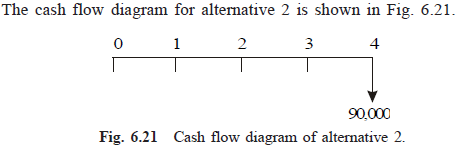 The cash flow diagram for alternative 2 is shown in Fig. 6.21.
0 1 2 3 4
90,000
Fig. 6.21 Cash flow diagram of alternative 2.